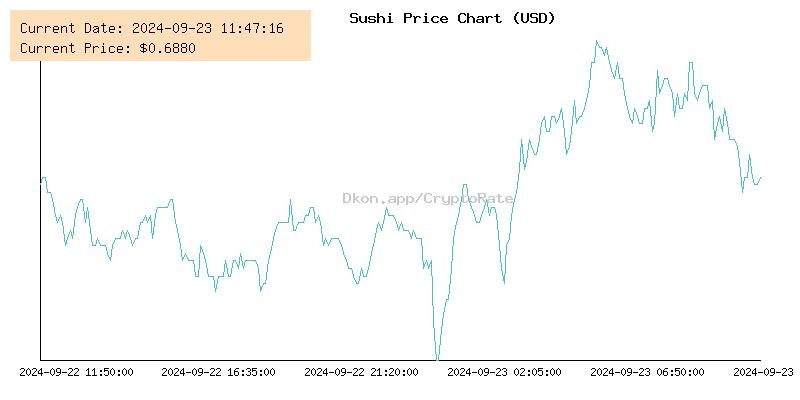 Sushi Price Chart (USD)
Current Date: 2024-09-23 11:47:16
Current Price: $0.6880
Dkon.app/CryptoRate
2024-09-22 11:50:00 2024-09-22 16:35:00 2024-09-22 21:20:00 2024-09-23 02:05:00 2024-09-23 06:50:00 2024-09-23